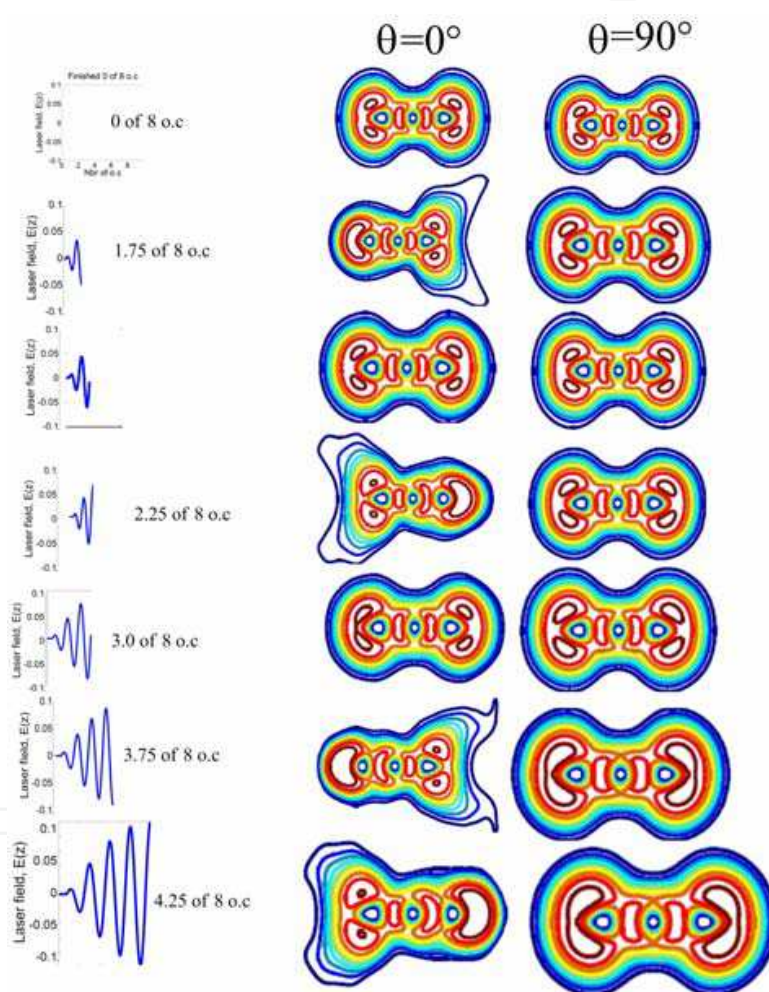 θ=0° θ=90°
Finished 0 of 8 o.c
0.1
0.05
0
-0.05
-0.1
Laser field, E(z)
0 2 4 6 8
Nbr of o.c
0 of 8 o.c
0.1
0.05
0
-0.05
-0.1
Laser field, E(z)
1.75 of 8 o.c
0.1
0.05
0
-0.05
-0.1
Laser field, E(z)
0.1
0.05
0
-0.05
-0.1
Laser field, E(z)
2.25 of 8 o.c
0.1
0.05
0
-0.05
-0.1
Laser field, E(z)
3.0 of 8 o.c
0.1
0.05
0
-0.05
-0.1
Laser field, E(z)
3.75 of 8 o.c
0.1
0.05
0
-0.05
-0.1
Laser field, E(z)
4.25 of 8 o.c